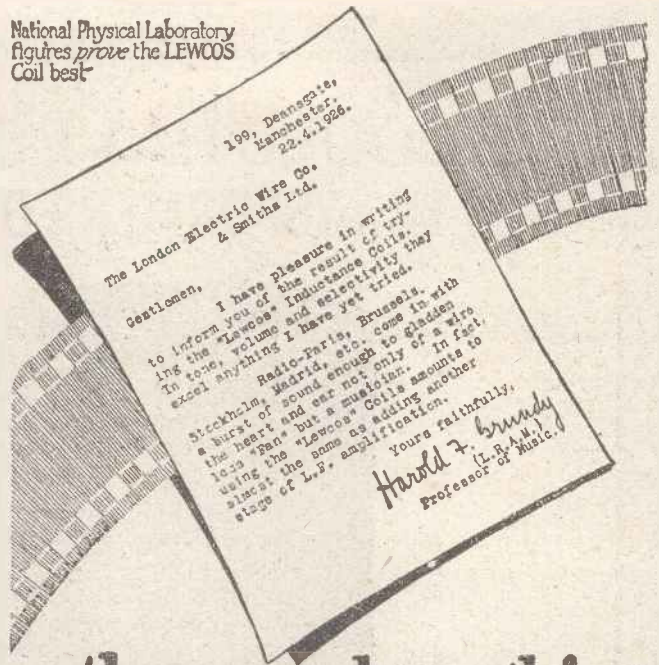 National Physical Laboratory
figures prove the LEWCOS
Coil best
199, Deansgate,
Manchester.
22.4.1926.
The London Electric Wire Co.
& Smiths Ltd.
Gentlemen,
I have pleasure in writing
to inform you of the result of try-
ing the "Lewcos" Inductance Coils.
In tone, volume and selectivity they
excel anything I have yet tried.
Radio-Paris, Brussels,
Stockholm, Madrid, etc. come in with
a burst of sound enough to gladden
the heart and ear not only of a wire-
less "Fan" but a musician. In fact,
using the "Lewcos" Coils amounts to
almost the same as adding another
stage of L.F. amplification.
Yours faithfully,
Harold F. Grundy
(L.R.A.M.)
Professor of Music.